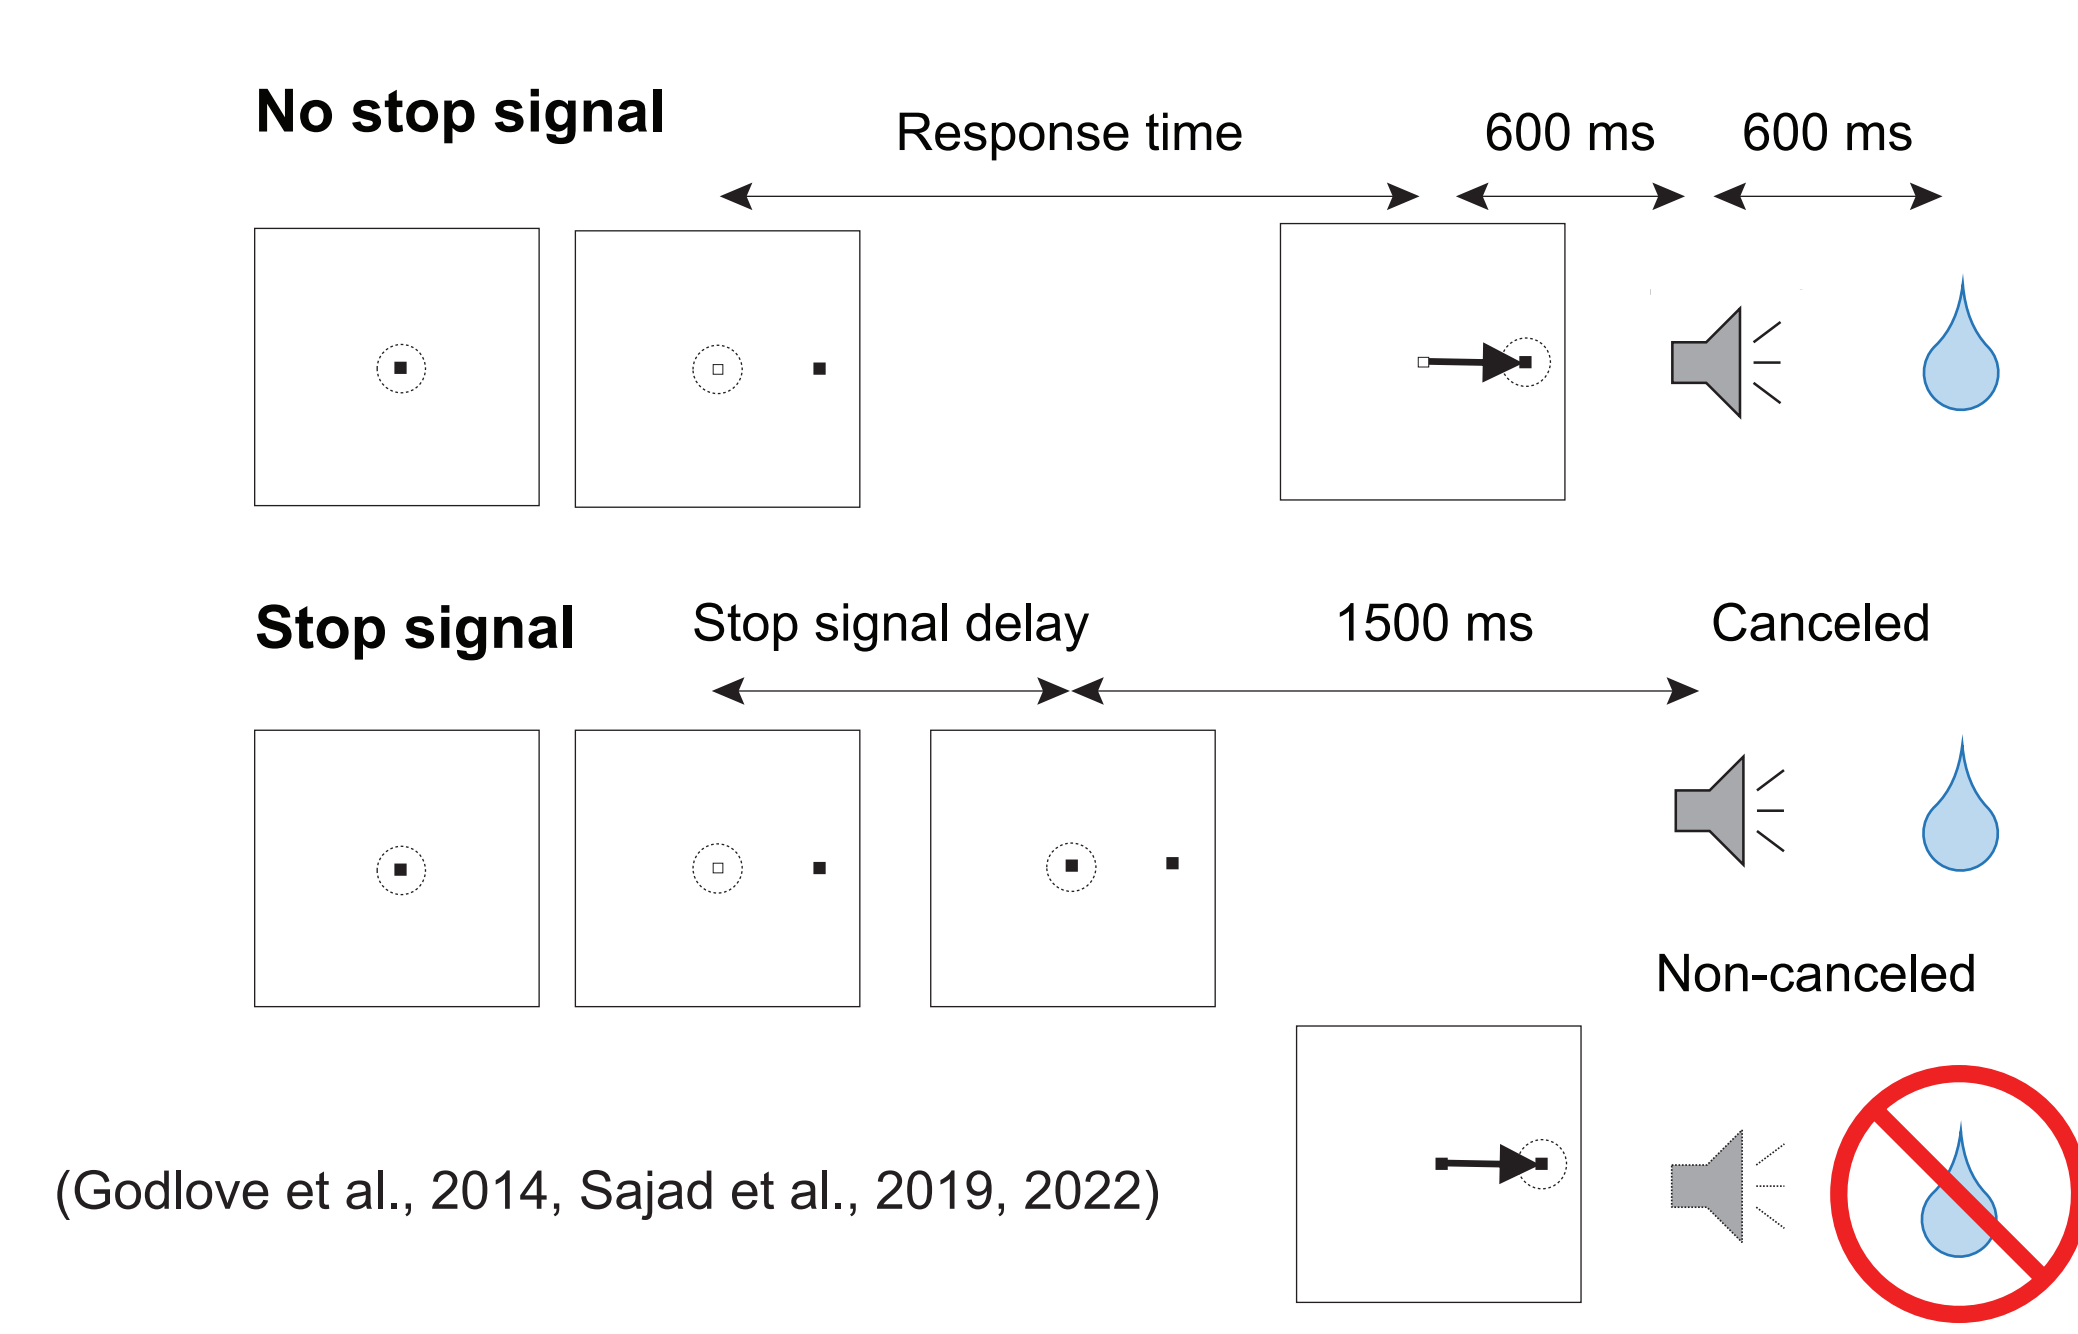 No stop signal
Response time
600 ms
600 ms
Stop signal
Stop signal delay
1500 ms
Canceled
Non-canceled
(Godlove et al., 2014, Sajad et al., 2019, 2022)